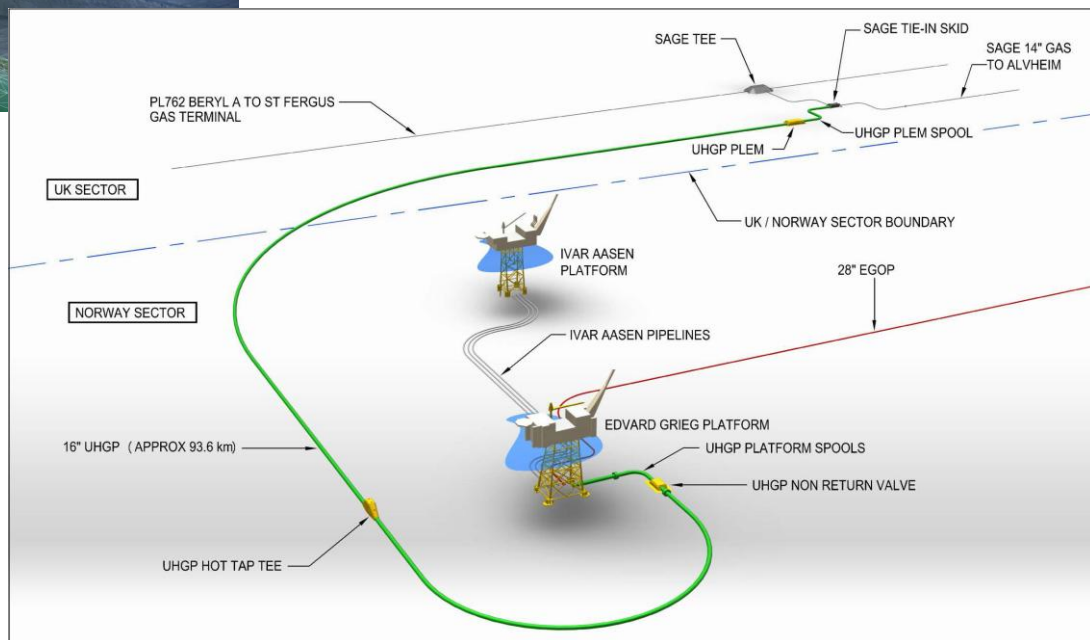 SAGE TEE
SAGE TIE-IN SKID
SAGE 14" GAS
TO ALVHEIM
PL762 BERYL A TO ST FERGUS
GAS TERMINAL
UHGP PLEM SPOOL
UHGP PLEM
UK SECTOR
UK / NORWAY SECTOR BOUNDARY
IVAR AASEN
PLATFORM
28" EGOP
NORWAY SECTOR
IVAR AASEN PIPELINES
EDVARD GRIEG PLATFORM
16" UHGP ( APPROX 93.6 km)
UHGP PLATFORM SPOOLS
UHGP NON RETURN VALVE
UHGP HOT TAP TEE